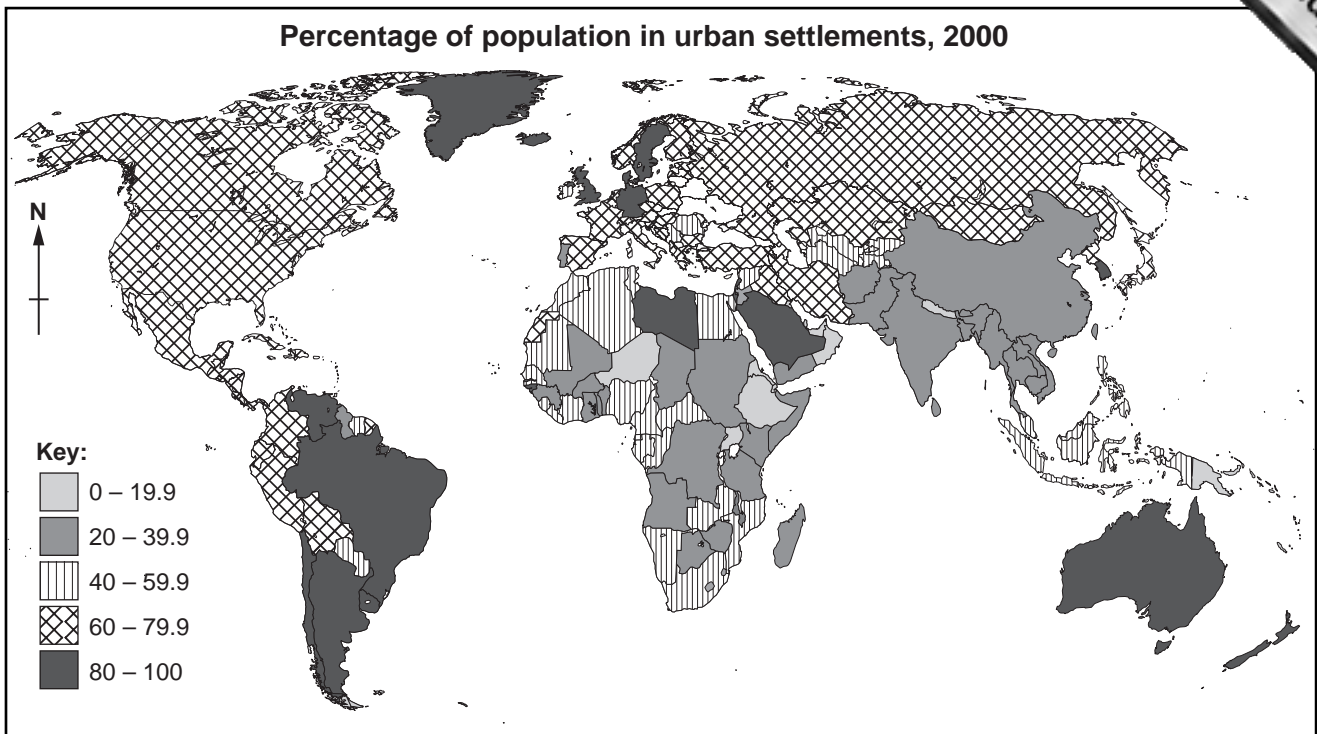 Percentage of population in urban settlements, 2000
N
Key:
0 – 19.9
20 – 39.9
40 – 59.9
60 – 79.9
80 – 100